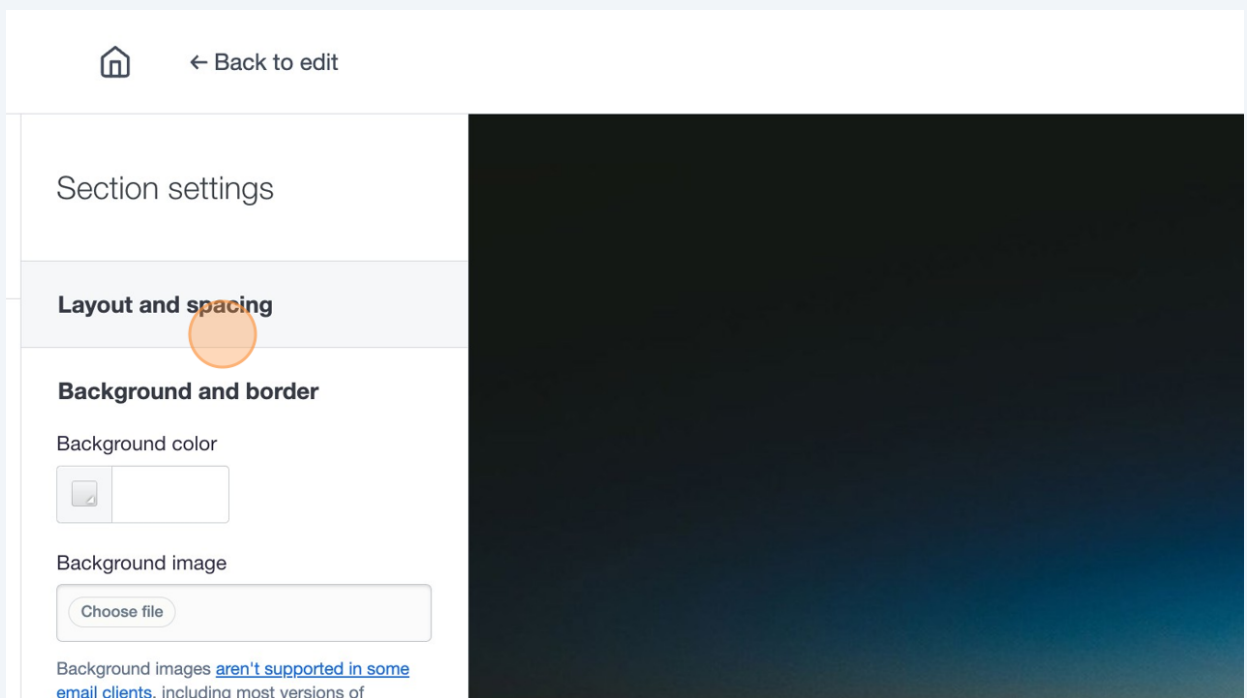 ← Back to edit
Section settings
Layout and spacing
Background and border
Background color
Background image
Choose file
Background images aren't supported in some
email clients, including most versions of